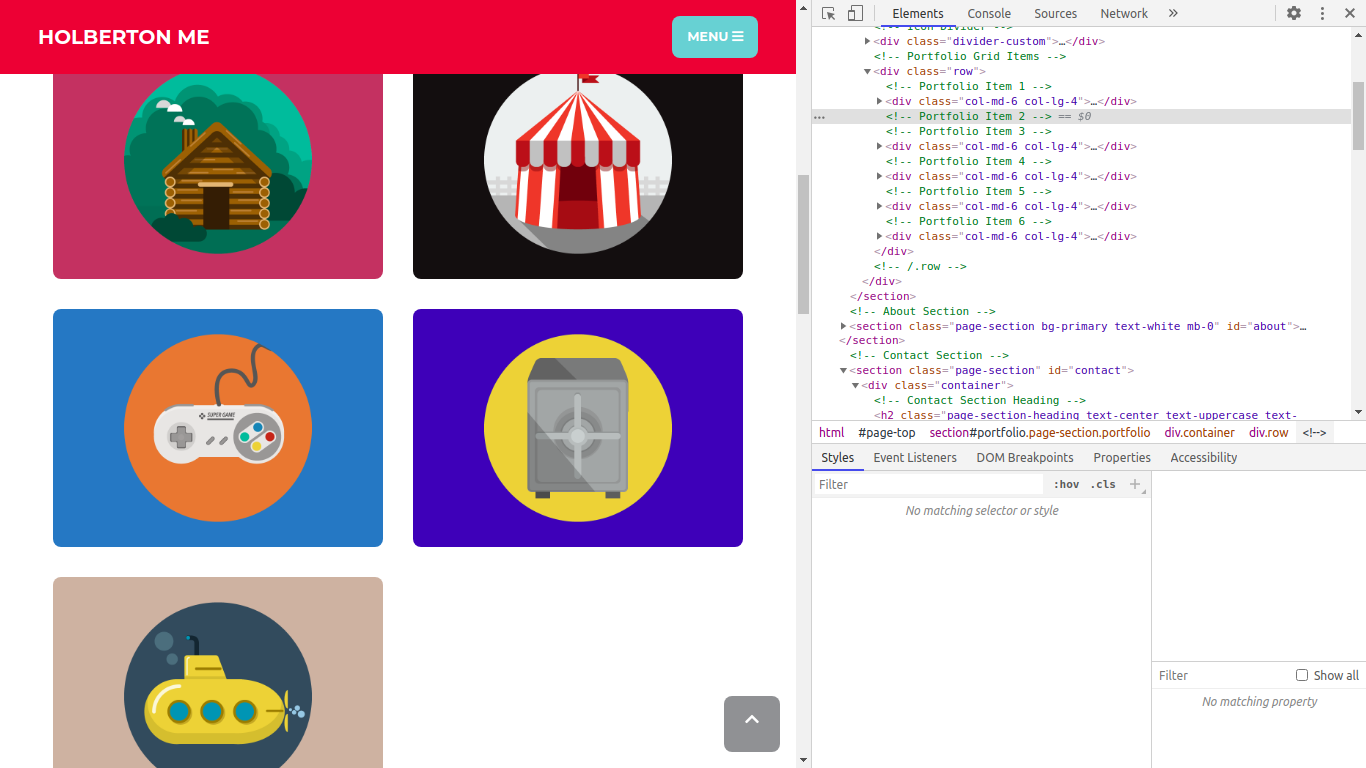 HOLBERTON ME
MENU
SUPER GAME
Elements Console Sources Network »
<!-- Icon Divider -->
<div class="divider-custom">…</div>
<!-- Portfolio Grid Items -->
<div class="row">
<!-- Portfolio Item 1 -->
<div class="col-md-6 col-lg-4">…</div>
… <!-- Portfolio Item 2 --> == $0
<!-- Portfolio Item 3 -->
<div class="col-md-6 col-lg-4">…</div>
<!-- Portfolio Item 4 -->
<div class="col-md-6 col-lg-4">…</div>
<!-- Portfolio Item 5 -->
<div class="col-md-6 col-lg-4">…</div>
<!-- Portfolio Item 6 -->
<div class="col-md-6 col-lg-4">…</div>
</div>
<!-- /.row -->
</div>
</section>
<!-- About Section -->
<section class="page-section bg-primary text-white mb-0" id="about">…
</section>
<!-- Contact Section -->
<section class="page-section" id="contact">
<div class="container">
<!-- Contact Section Heading -->
<h2 class="page-section-heading text-center text-uppercase text-
html #page-top section#portfolio.page-section.portfolio div.container div.row <!-->
Styles Event Listeners DOM Breakpoints Properties Accessibility
Filter :hov .cls +
No matching selector or style
Filter Show all
No matching property